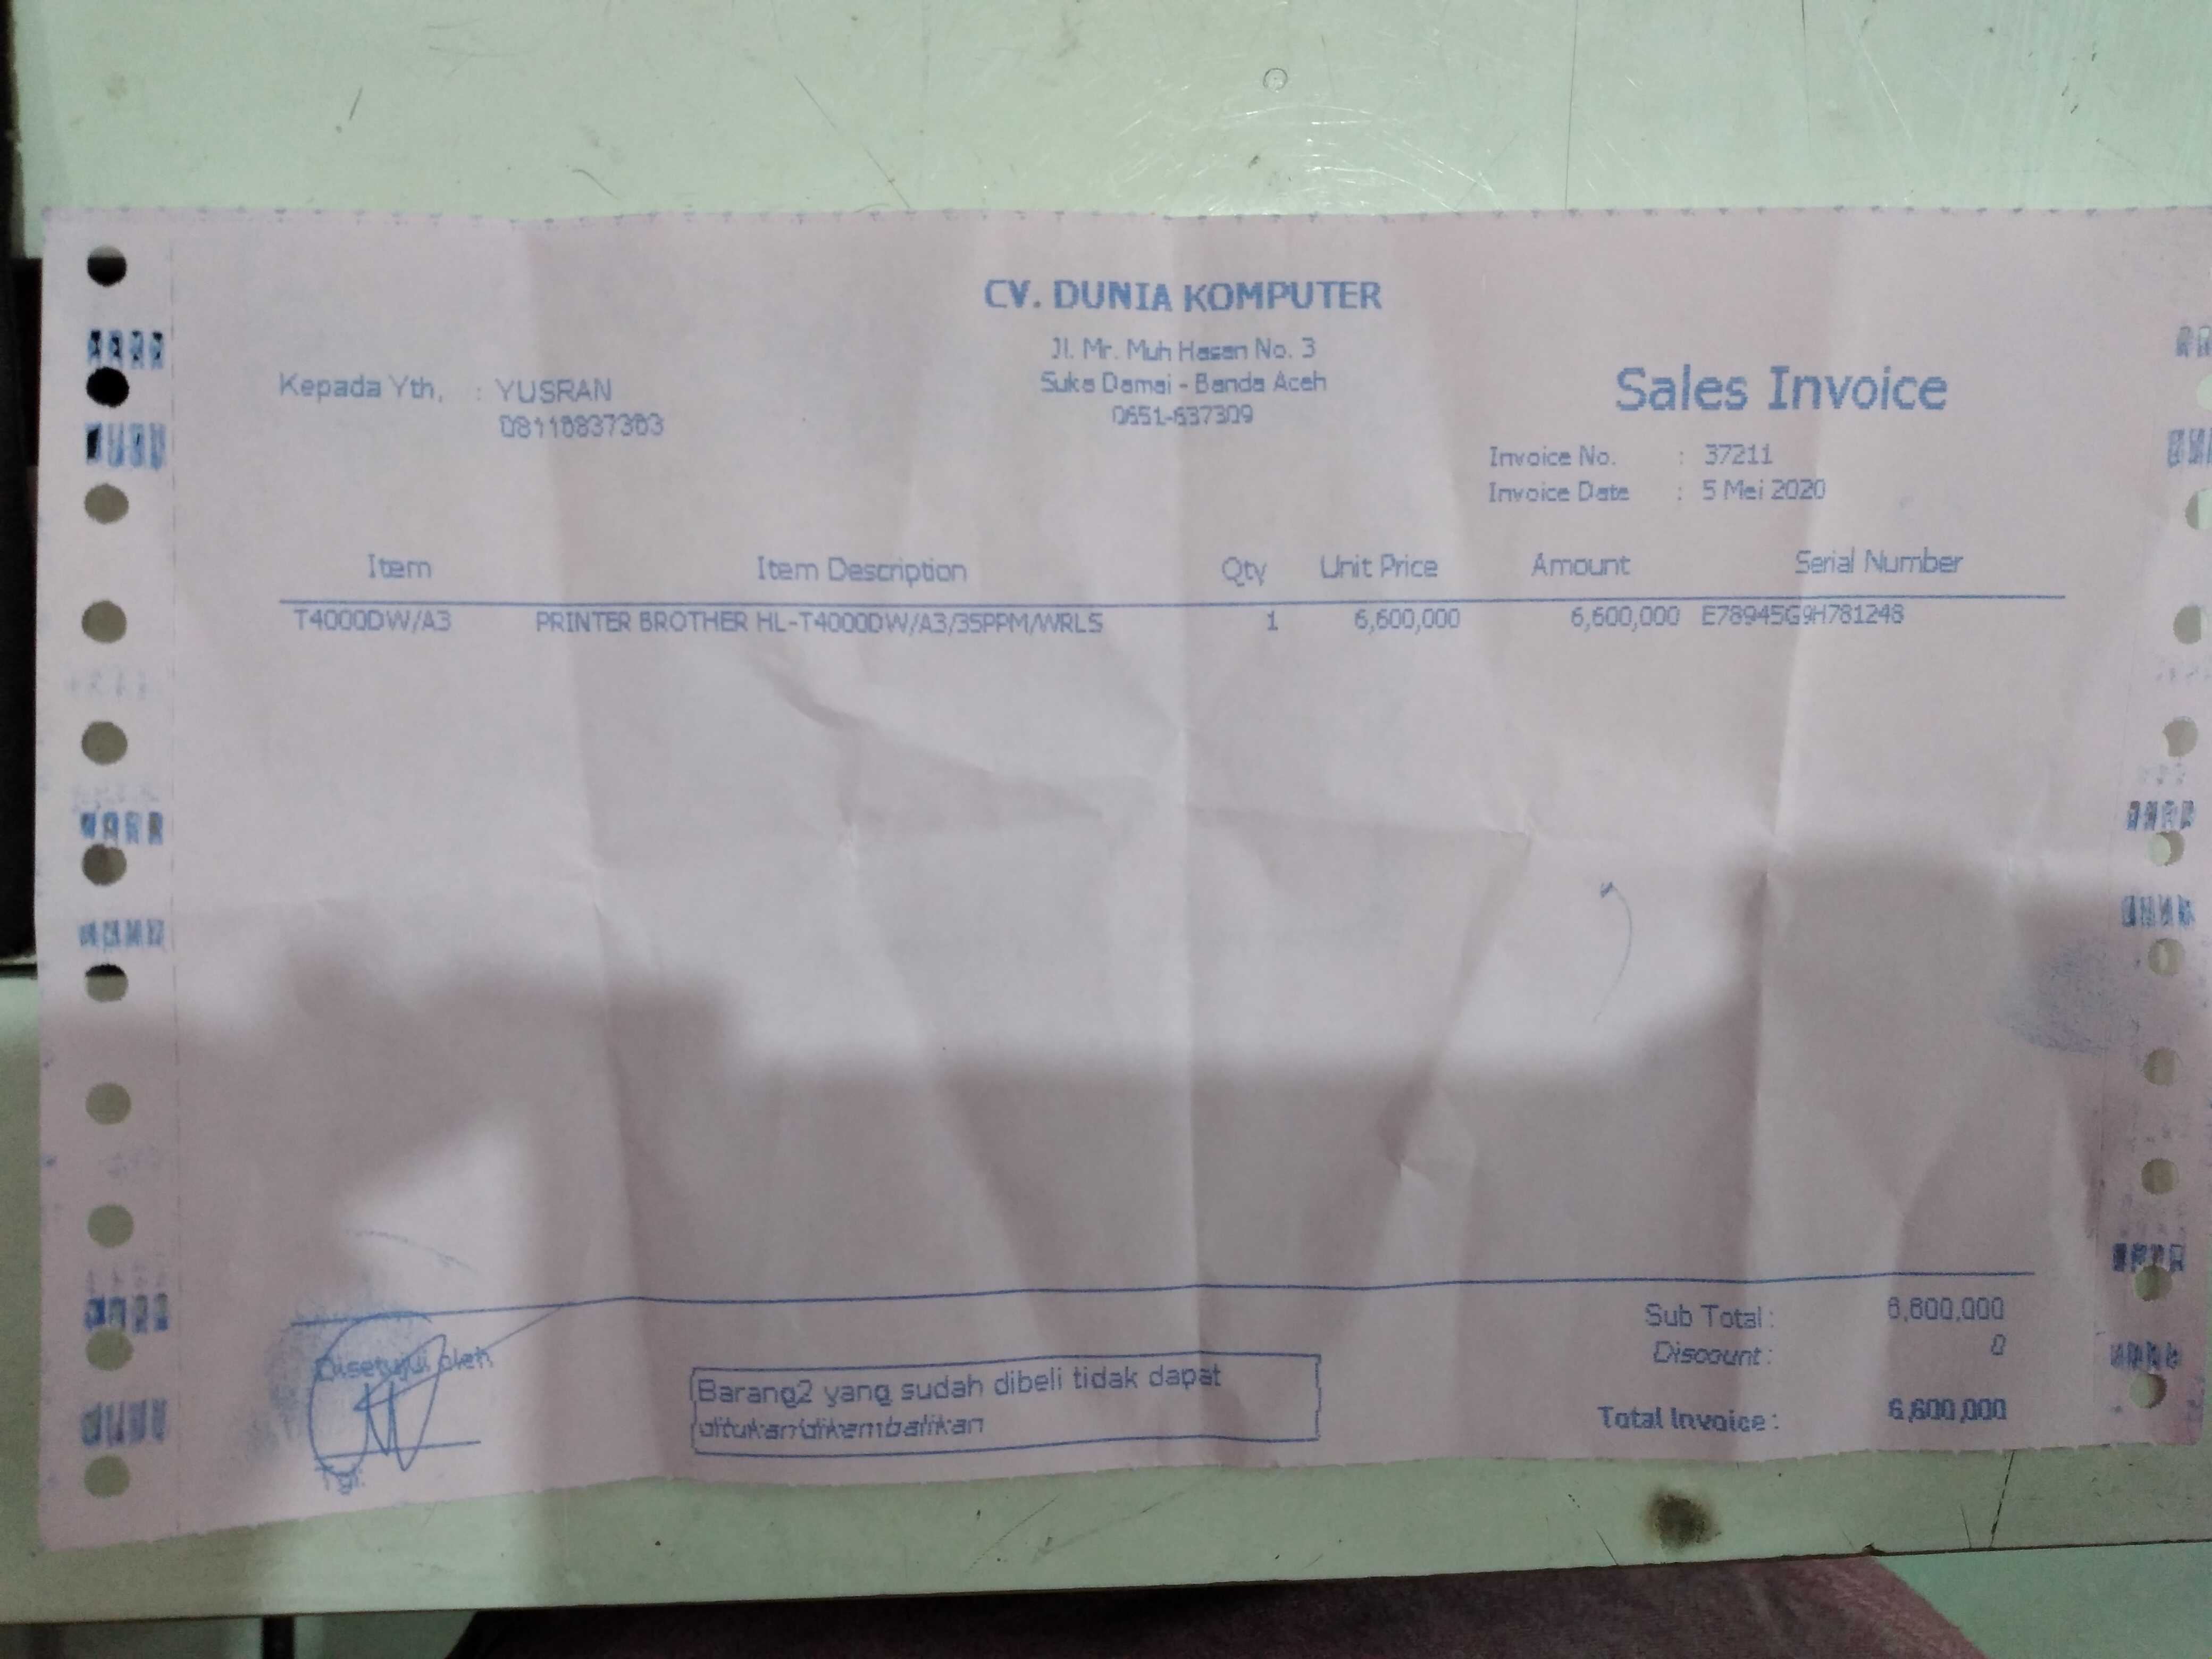 CV. DUNIA KOMPUTER
Jl. Mr. Muh Hasan No. 3
Suka Damai - Banda Aceh
0651-637309
Kepada Yth, : YUSRAN
Sales Invoice
Invoice No. : 37211
Invoice Date : 5 Mei 2020
Item Item Description Qty Unit Price Amount Serial Number
T4000DW/A3 PRINTER BROTHER HL-T4000DW/A3/35PPM/WRLS 1 6,600,000 6,600,000 E78945G9H781248
Sub Total : 6,600,000
Discount : 0
Total Invoice : 6,600,000
Disetujui oleh
Tgl.
Barang2 yang sudah dibeli tidak dapat
ditukar/dikembalikan